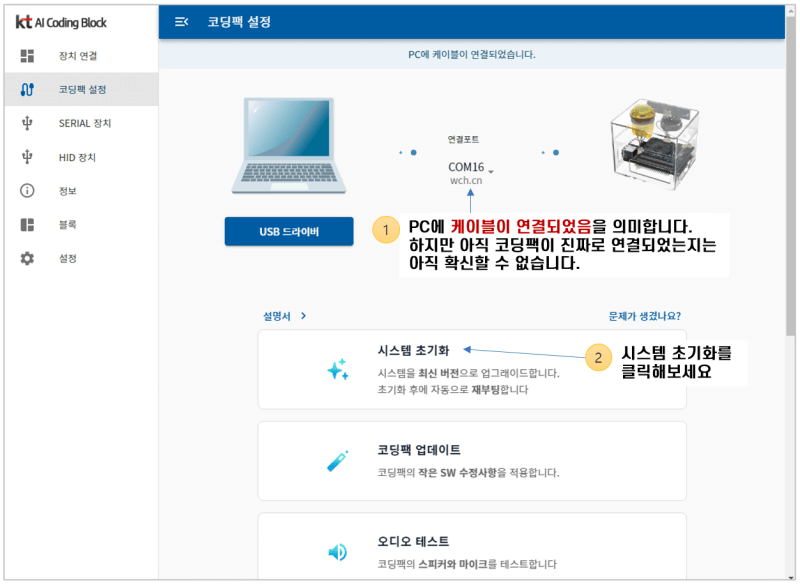 kt AI Coding Block
코딩팩 설정
장치 연결
코딩팩 설정
SERIAL 장치
HID 장치
정보
블록
설정
PC에 케이블이 연결되었습니다.
연결포트
COM16
wch.cn
USB 드라이버
1
PC에 케이블이 연결되었음을 의미합니다.
하지만 아직 코딩팩이 진짜로 연결되었는지는
아직 확신할 수 없습니다.
설명서
문제가 생겼나요?
시스템 초기화
시스템을 최신 버전으로 업그레이드합니다.
초기화 후에 자동으로 재부팅합니다
2
시스템 초기화를
클릭해보세요
코딩팩 업데이트
코딩팩의 작은 SW 수정사항을 적용합니다.
오디오 테스트
코딩팩의 스피커와 마이크를 테스트합니다